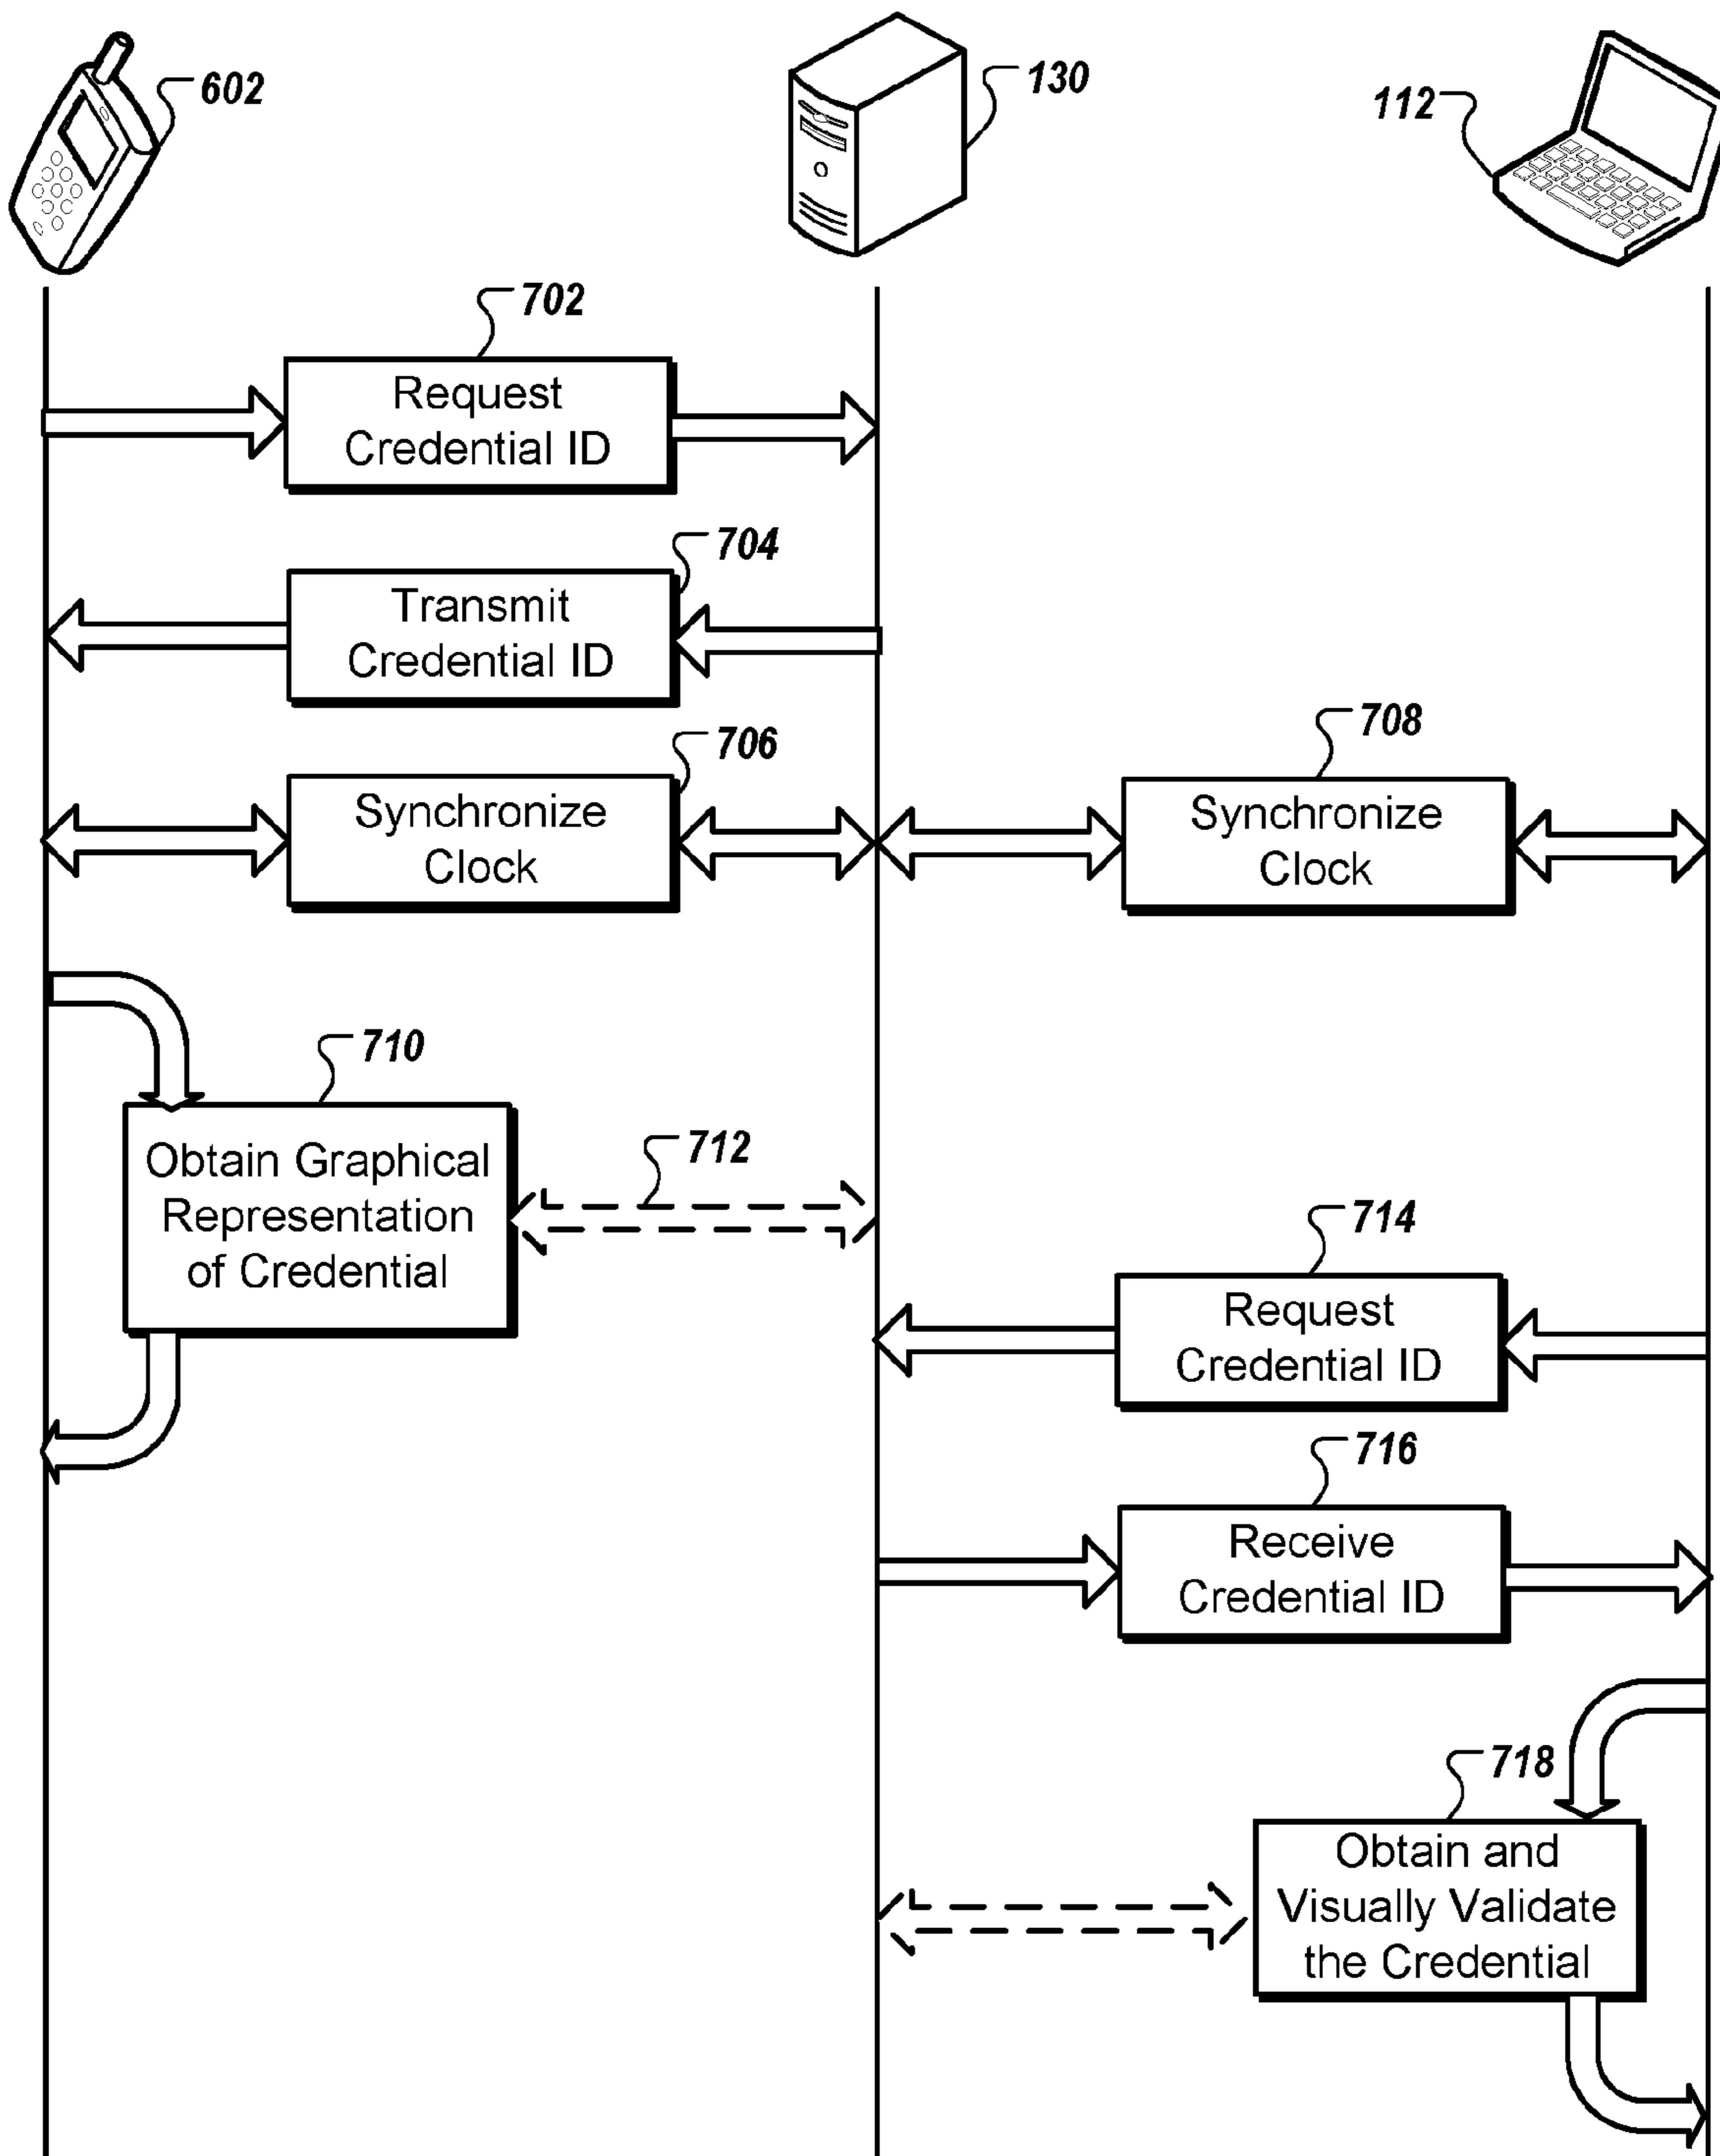 602
130
112
702
Request
Credential ID
704
Transmit
Credential ID
706
Synchronize
Clock
708
Synchronize
Clock
710
Obtain Graphical
Representation
of Credential
712
714
Request
Credential ID
716
Receive
Credential ID
718
Obtain and
Visually Validate
the Credential